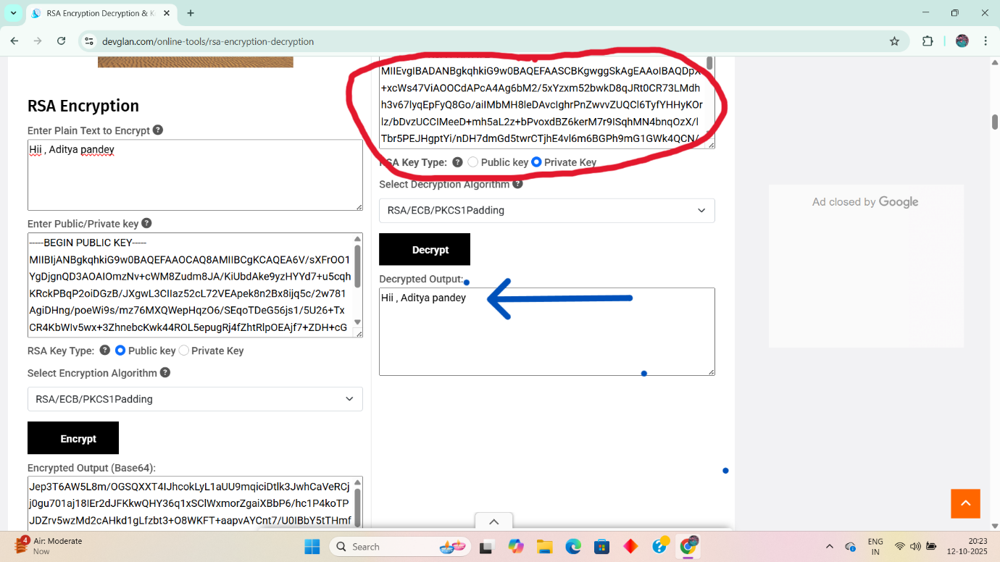 RSA Encryption Decryption & K
devglan.com/online-tools/rsa-encryption-decryption
RSA Encryption
Enter Plain Text to Encrypt ?
Hii , Aditya pandey
Enter Public/Private key ?
-----BEGIN PUBLIC KEY-----
MIIBIjANBgkqhkiG9w0BAQEFAAOCAQ8AMIIBCgKCAQEA6V/sXFrOO1
YgDjgnQD3AOAIOmzNv+cWM8Zudm8JA/KiUbdAke9yzHYYd7+u5cqh
KRckPBqP2oiDGzB/JXgwL3CIIaz52cL72VEApek8n2Bx8ijq5c/2w781
AgiDHng/poeWi9s/mz76MXQWepHqzO6/SEqoTDeG56js1/5U26+Tx
CR4KbWIv5wx+3ZhnebcKwk44ROL5epugRj4fZhtRlpOEAjf7+ZDH+cG
RSA Key Type: ? Public key Private Key
Select Encryption Algorithm ?
RSA/ECB/PKCS1Padding
Encrypt
Encrypted Output (Base64):
Jep3T6AW5L8m/OGSQXXT4IJhcokLyL1aUU9mqiciDtlk3JwhCaVeRCj
j0gu701aj18IEr2dJFKkwQHY36q1xSClWxmorZgaiXBbP6/hc1P4koTP
JDZrv5wzMd2cAHkd1gLfzbt3+O8WKFT+aapvAYCnt7/U0IBbY5tTHmf
MIIEvgIBADANBgkqhkiG9w0BAQEFAASCBKgwggSkAgEAAoIBAQDpX
+xcWs47ViAOOCdAPcA4Ag6bM2/5xYzxm52bwkD8qJRt0CR73LMdh
h3v67lyqEpFyQ8Go/aiIMbMH8leDAvcIghrPnZwvvZUQCl6TyfYHHyKOr
lz/bDvzUCCIMeeD+mh5aL2z+bPvoxdBZ6kerM7r9ISqhMN4bnqOzX/l
Tbr5PEJHgptYi/nDH7dmGd5twrCTjhE4vl6m6BGPh9mG1GWk4QCN/
RSA Key Type: ? Public key Private Key
Select Decryption Algorithm ?
RSA/ECB/PKCS1Padding
Decrypt
Decrypted Output:
Hii , Aditya pandey
Ad closed by Google
4
Air: Moderate
Now
Search
ENG
IN
20:23
12-10-2025